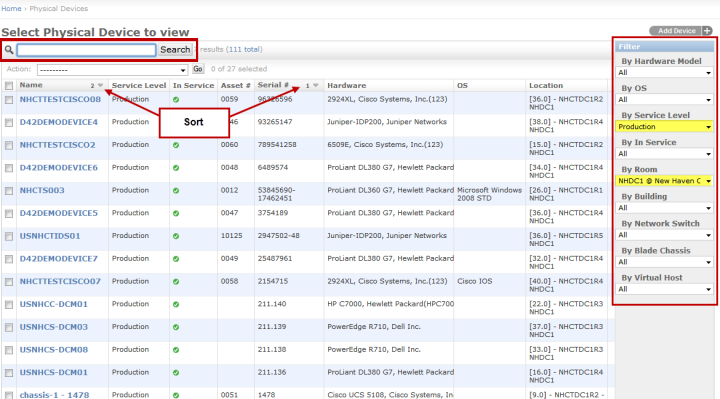 Home › Physical Devices
Select Physical Device to view
Add Device +
Search results (111 total)
Action: --------- Go 0 of 27 selected
Name 2 Service Level In Service Asset # Serial # 1 Hardware OS Location
NHCTTESTCISCO08 Production 0059 96326596 2924XL, Cisco Systems, Inc.(123) [36.0] - NHCTDC1R2 NHDC1
D42DEMODEVICE4 Production 46 93265147 Juniper-IDP200, Juniper Networks [38.0] - NHCTDC1R4 NHDC1
Sort
NHCTTESTCISCO2 Production 0060 789541258 6509E, Cisco Systems, Inc.(123) [15.0] - NHCTDC1R2 NHDC1
D42DEMODEVICE6 Production 0048 6489574 ProLiant DL380 G7, Hewlett Packard [34.0] - NHCTDC1R4 NHDC1
NHCTS003 Production 0012 53845690-17462451 ProLiant DL360 G7, Hewlett Packard Microsoft Windows 2008 STD [26.0] - NHCTDC1R1 NHDC1
D42DEMODEVICE5 Production 0047 3754189 ProLiant DL380 G7, Hewlett Packard [36.0] - NHCTDC1R4 NHDC1
USNHCTIDS01 Production 10125 2947502-48 Juniper-IDP200, Juniper Networks [36.0] - NHCTDC1R5 NHDC1
D42DEMODEVICE7 Production 0049 25487961 ProLiant DL380 G7, Hewlett Packard [32.0] - NHCTDC1R4 NHDC1
NHCTTESTCISCO07 Production 0058 2154715 2924XL, Cisco Systems, Inc.(123) Cisco IOS [40.0] - NHCTDC1R4 NHDC1
USNHCC-DCM01 Production 211.140 HP C7000, Hewlett Packard(HPC700 [22.0] - NHCTDC1R3 NHDC1
USNHCS-DCM03 Production 211.139 PowerEdge R710, Dell Inc. [37.0] - NHCTDC1R3 NHDC1
USNHCS-DCM08 Production 211.138 PowerEdge R710, Dell Inc. [33.0] - NHCTDC1R3 NHDC1
USNHCS-DCM01 Production 211.136 ProLiant DL380 G7, Hewlett Packard [16.0] - NHCTDC1R4 NHDC1
chassis-1 - 1478 Production 0051 1478 Cisco UCS 5108, Cisco Systems, In [9.0] - NHCTDC1R2 -
Filter
By Hardware Model
All
By OS
All
By Service Level
Production
By In Service
All
By Room
NHDC1 @ New Haven C
By Building
All
By Network Switch
All
By Blade Chassis
All
By Virtual Host
All